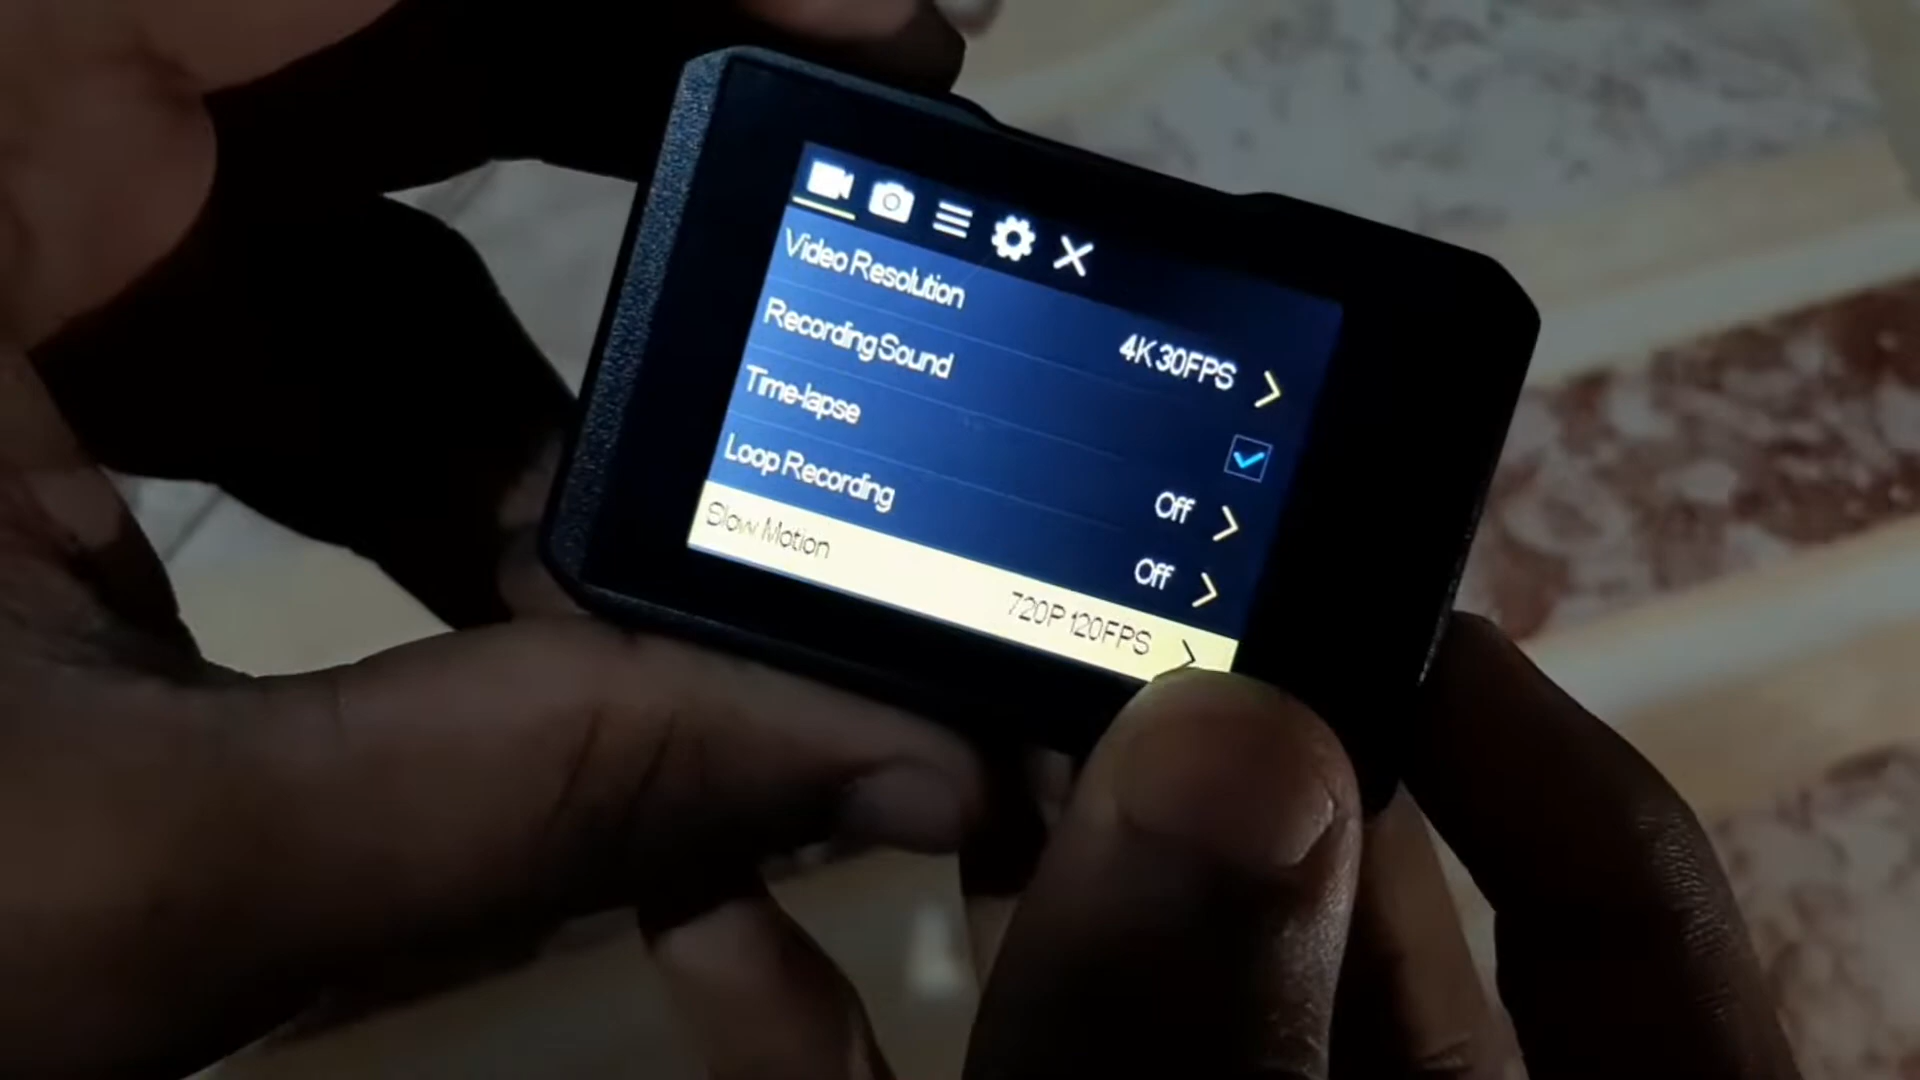 Video Resolution
4K 30FPS
Recording Sound
Time-lapse
Off
Loop Recording
Off
Slow Motion
720P 120FPS